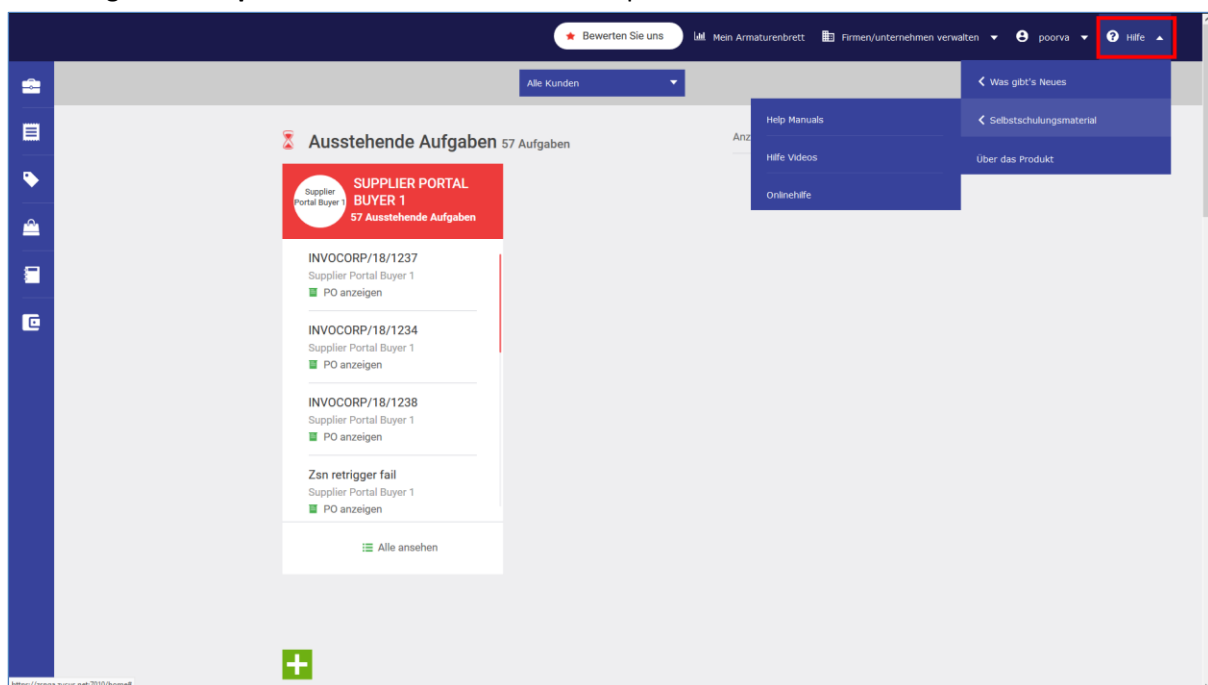 Bewerten Sie uns
Mein Armaturenbrett
Firmen/unternehmen verwalten
poorva
Hilfe
Alle Kunden
Was gibt's Neues
Selbstschulungsmaterial
Über das Produkt
Help Manuals
Hilfe Videos
Onlinehilfe
Ausstehende Aufgaben 57 Aufgaben
Anz
Supplier
Portal Buyer 1
SUPPLIER PORTAL
BUYER 1
57 Ausstehende Aufgaben
INVOCORP/18/1237
Supplier Portal Buyer 1
PO anzeigen
INVOCORP/18/1234
Supplier Portal Buyer 1
PO anzeigen
INVOCORP/18/1238
Supplier Portal Buyer 1
PO anzeigen
Zsn retrigger fail
Supplier Portal Buyer 1
PO anzeigen
Alle ansehen